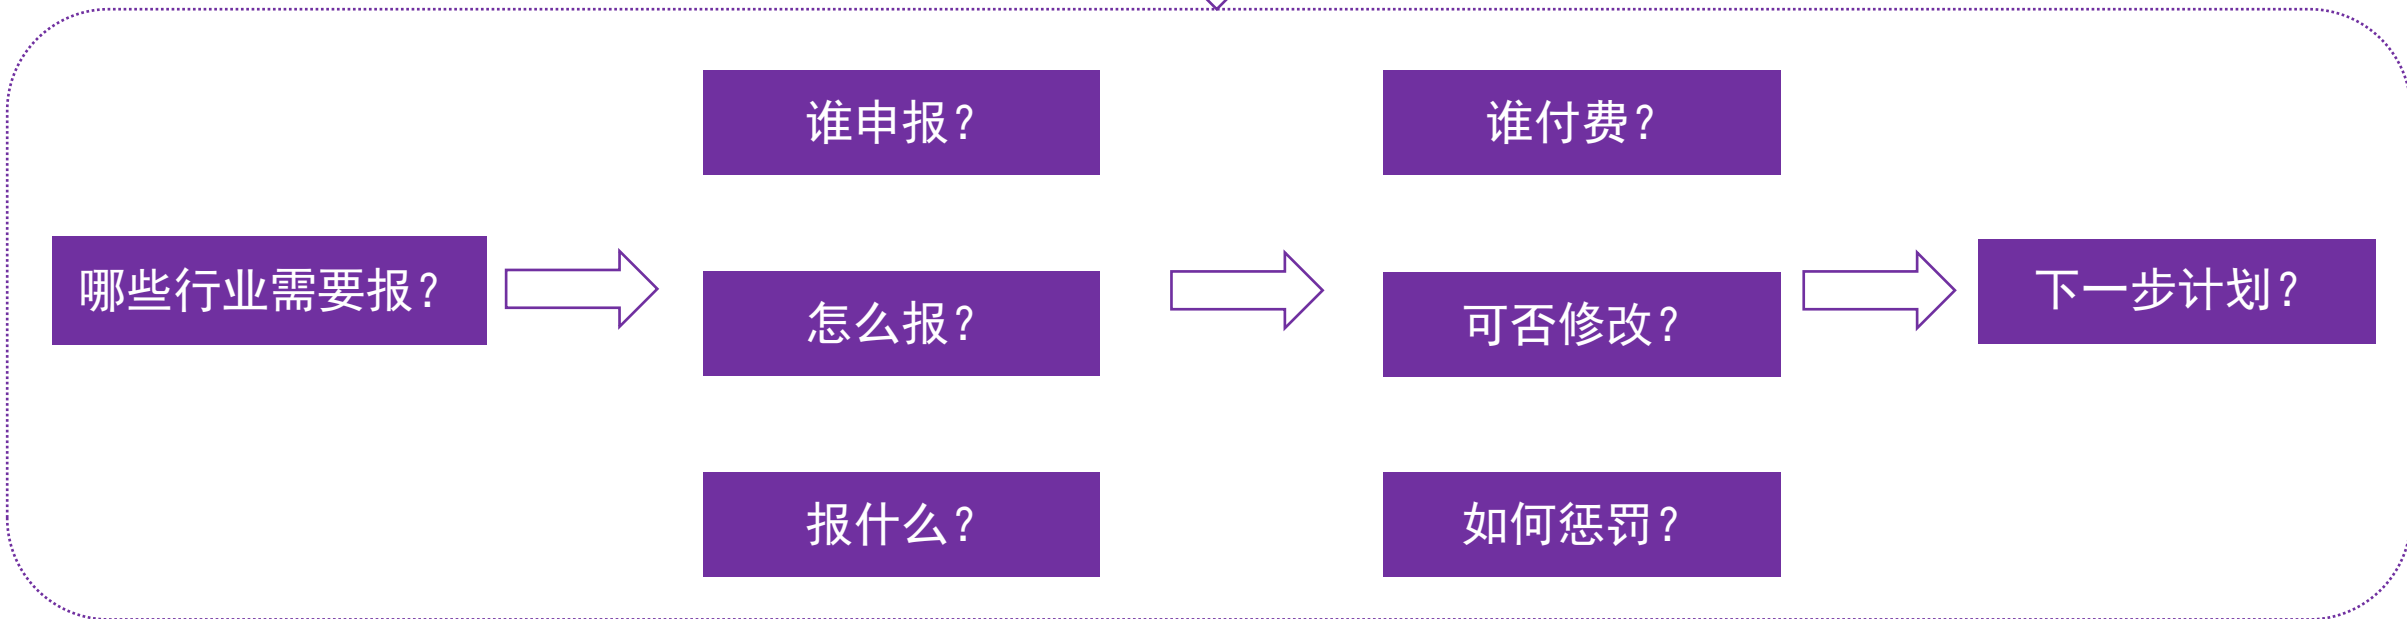 哪些行业需要报？
谁申报？
怎么报？
报什么？
谁付费？
可否修改？
如何惩罚？
下一步计划？